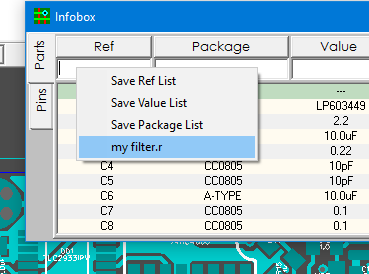 Infobox
Parts
Pins
Ref Package Value
Save Ref List
Save Value List
Save Package List
my filter.r
---
LP603449
2.2
10.0uF
0.22
C4 CC0805 10pF
C5 CC0805 10pF
C6 A-TYPE 10.0uF
C7 CC0805 0.1
C8 CC0805 0.1
DD1
TLC2933IPW